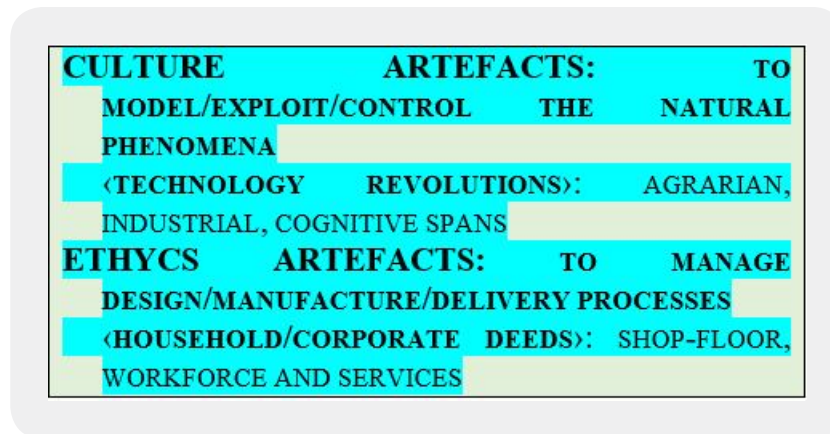 CULTURE ARTEFACTS: TO
MODEL/EXPLOIT/CONTROL THE NATURAL
PHENOMENA
‹TECHNOLOGY REVOLUTIONS›: AGRARIAN,
INDUSTRIAL, COGNITIVE SPANS
ETHYCS ARTEFACTS: TO MANAGE
DESIGN/MANUFACTURE/DELIVERY PROCESSES
‹HOUSEHOLD/CORPORATE DEEDS›: SHOP-FLOOR,
WORKFORCE AND SERVICES